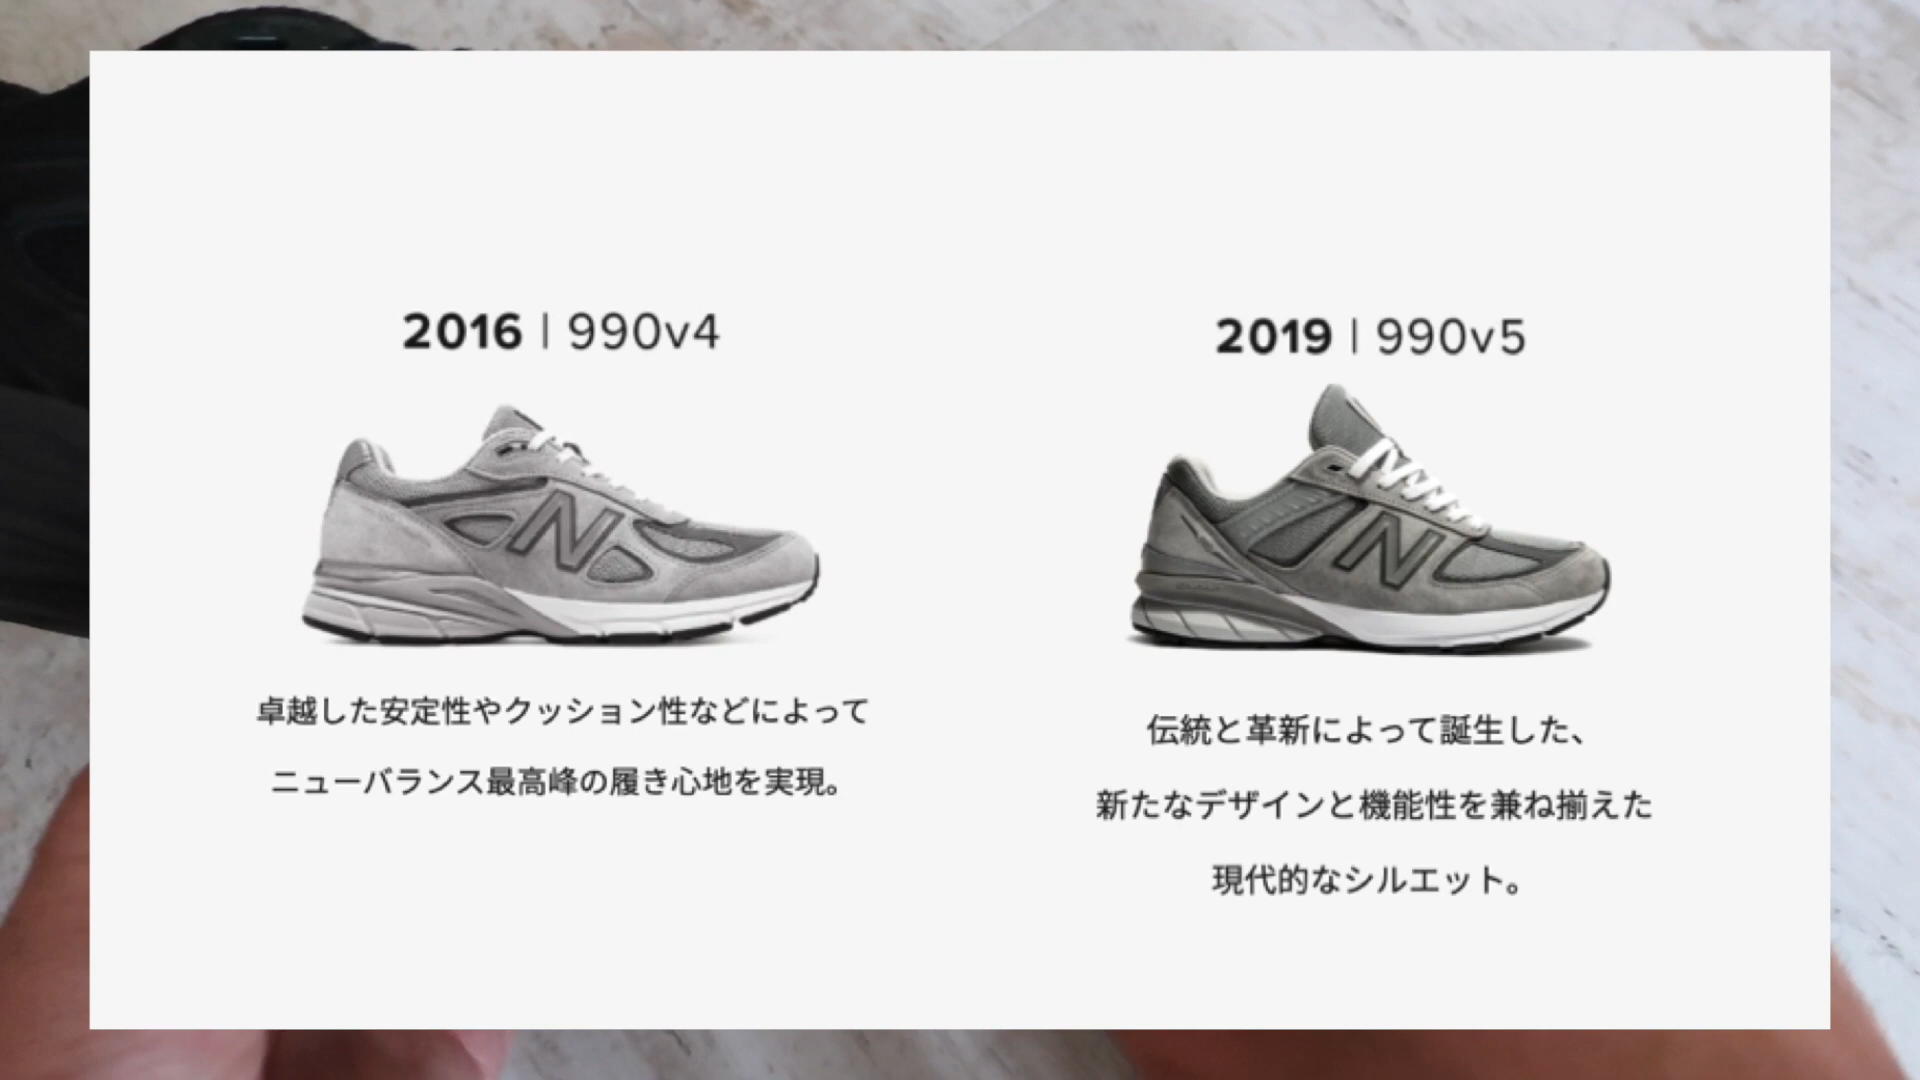 2016 | 990v4
卓越した安定性やクッション性などによって
ニューバランス最高峰の履き心地を実現。
2019 | 990v5
伝統と革新によって誕生した、
新たなデザインと機能性を兼ね揃えた
現代的なシルエット。
N
N